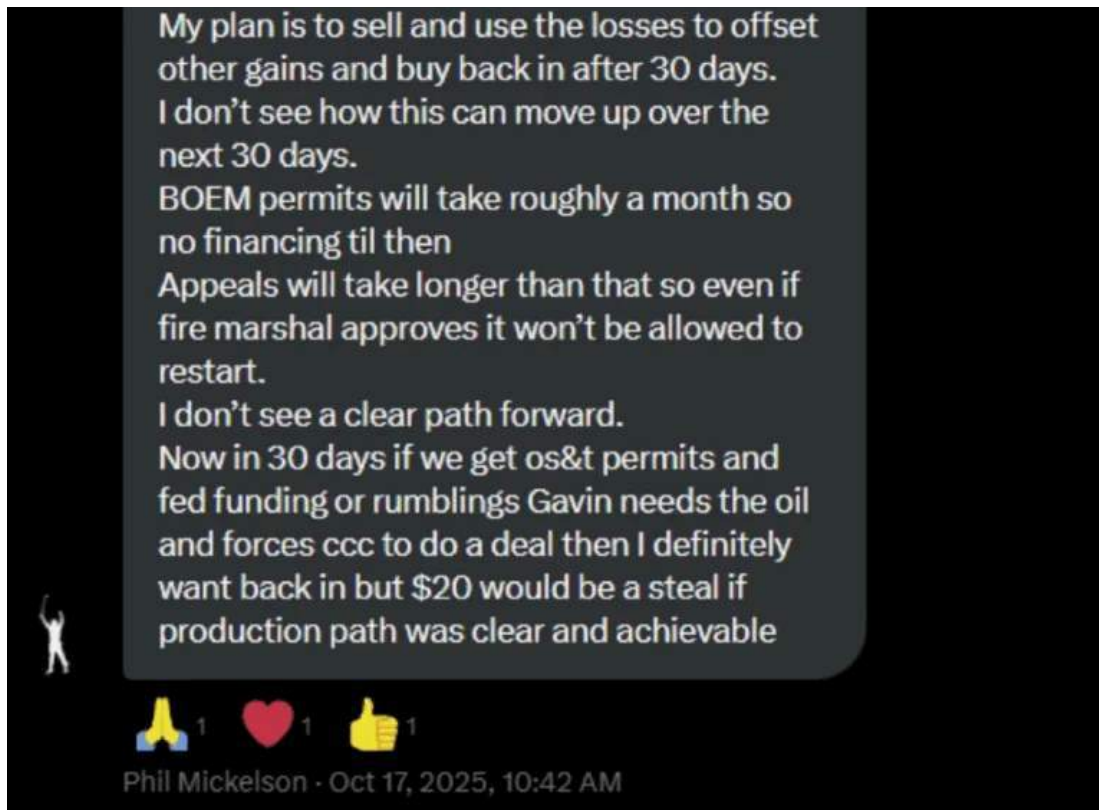 My plan is to sell and use the losses to offset
other gains and buy back in after 30 days.
I don’t see how this can move up over the
next 30 days.
BOEM permits will take roughly a month so
no financing til then
Appeals will take longer than that so even if
fire marshal approves it won’t be allowed to
restart.
I don’t see a clear path forward.
Now in 30 days if we get os&t permits and
fed funding or rumblings Gavin needs the oil
and forces ccc to do a deal then I definitely
want back in but $20 would be a steal if
production path was clear and achievable
1 1 1
Phil Mickelson · Oct 17, 2025, 10:42 AM